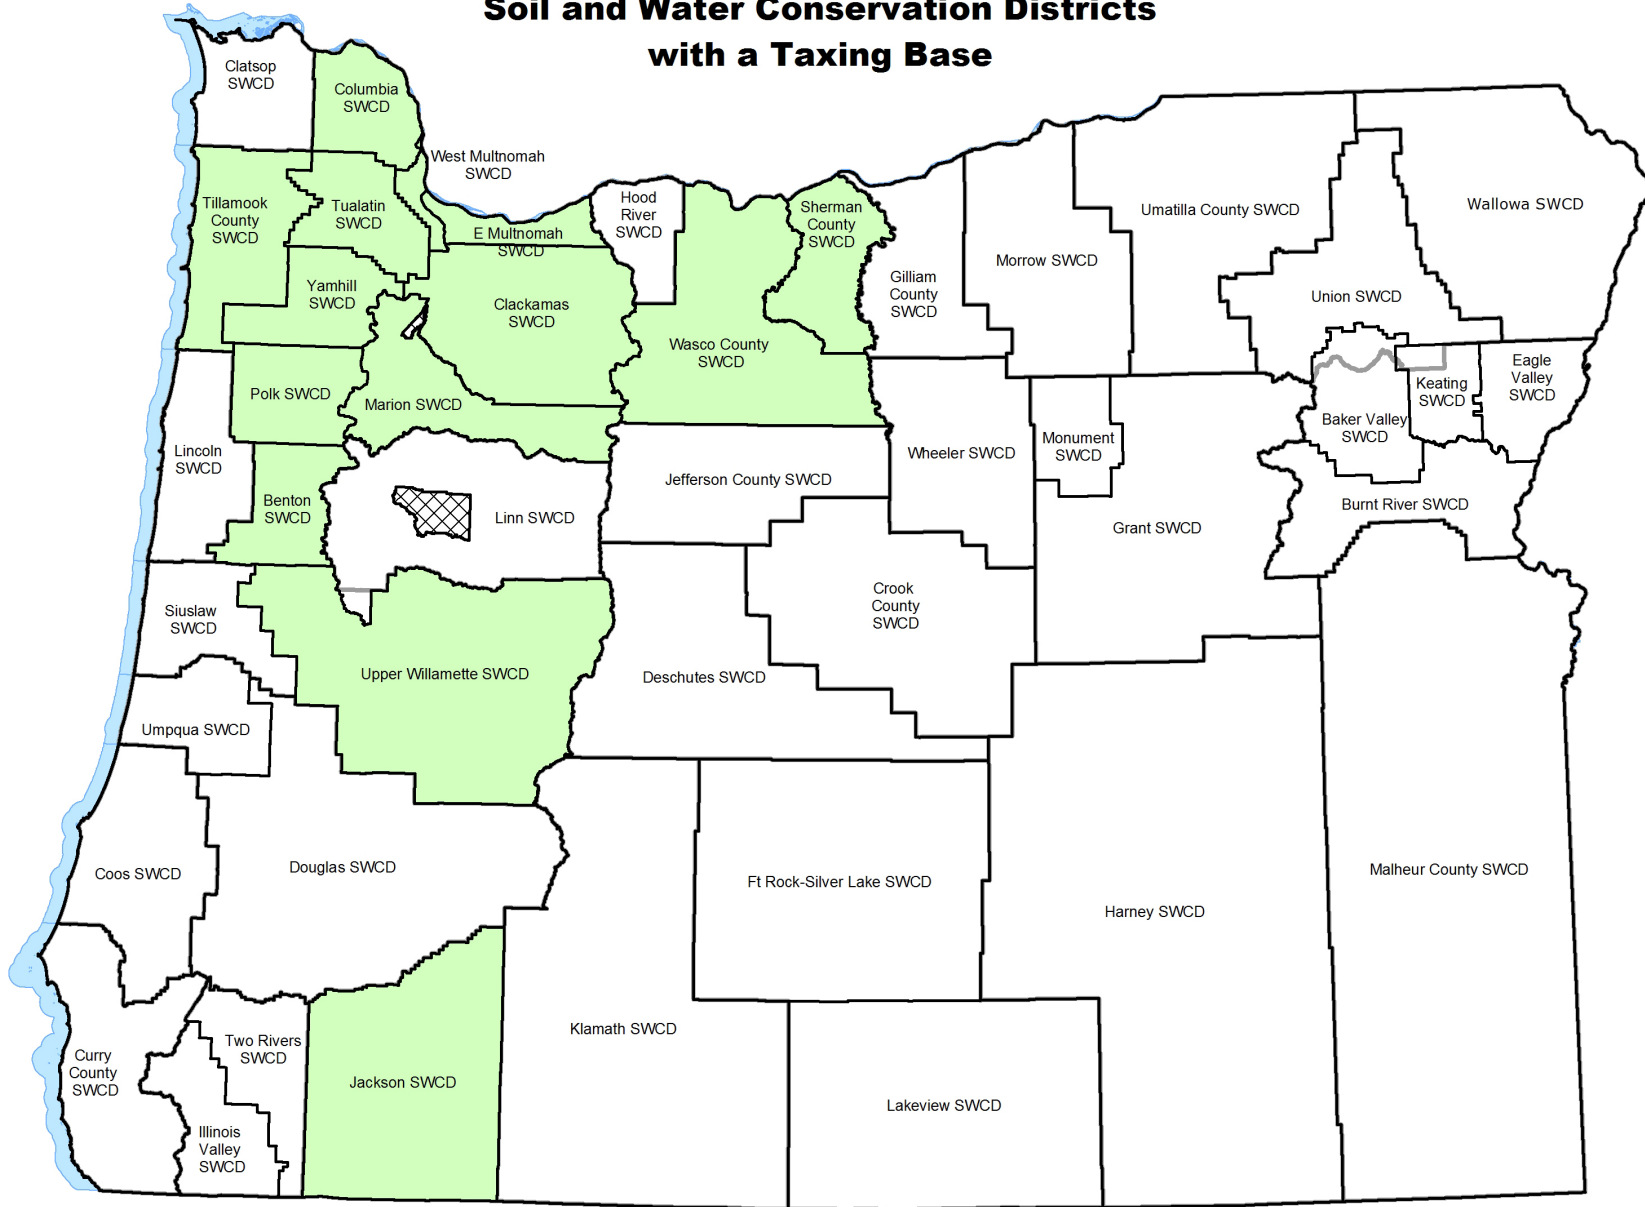 Soil and Water Conservation Districts
with a Taxing Base
Clatsop
SWCD
Columbia
SWCD
West Multnomah
SWCD
Tillamook
County
SWCD
Tualatin
SWCD
E Multnomah
SWCD
Hood
River
SWCD
Sherman
County
SWCD
Gilliam
County
SWCD
Morrow SWCD
Umatilla County SWCD
Wallowa SWCD
Yamhill
SWCD
Clackamas
SWCD
Wasco County
SWCD
Union SWCD
Polk SWCD
Marion SWCD
Baker Valley
SWCD
Keating
SWCD
Eagle
Valley
SWCD
Lincoln
SWCD
Benton
SWCD
Linn SWCD
Jefferson County SWCD
Wheeler SWCD
Monument
SWCD
Grant SWCD
Burnt River SWCD
Siuslaw
SWCD
Upper Willamette SWCD
Deschutes SWCD
Crook
County
SWCD
Umpqua SWCD
Coos SWCD
Douglas SWCD
Ft Rock-Silver Lake SWCD
Harney SWCD
Malheur County SWCD
Curry
County
SWCD
Two Rivers
SWCD
Illinois
Valley
SWCD
Jackson SWCD
Klamath SWCD
Lakeview SWCD